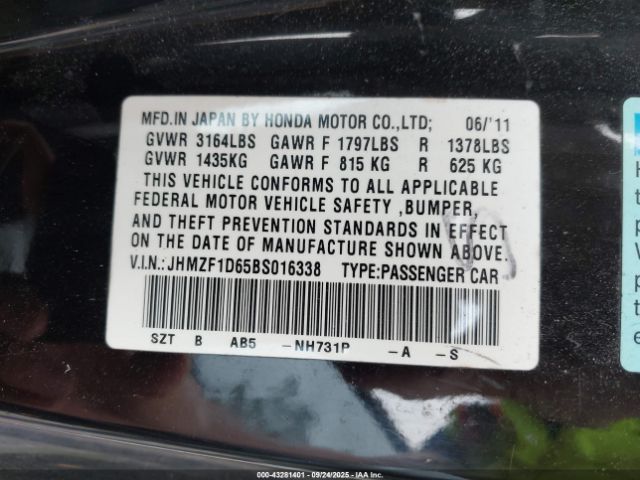 MFD.IN JAPAN BY HONDA MOTOR CO.,LTD; 06/'11
GVWR 3164LBS GAWR F 1797LBS R 1378LBS
GVWR 1435KG GAWR F 815 KG R 625 KG
THIS VEHICLE CONFORMS TO ALL APPLICABLE
FEDERAL MOTOR VEHICLE SAFETY ,BUMPER,
AND THEFT PREVENTION STANDARDS IN EFFECT
ON THE DATE OF MANUFACTURE SHOWN ABOVE.
V.I.N.: JHMZF1D65BS016338 TYPE:PASSENGER CAR
SZT B AB5 -NH731P -A -S
000-43281401 - 09/24/2025 - IAA Inc.